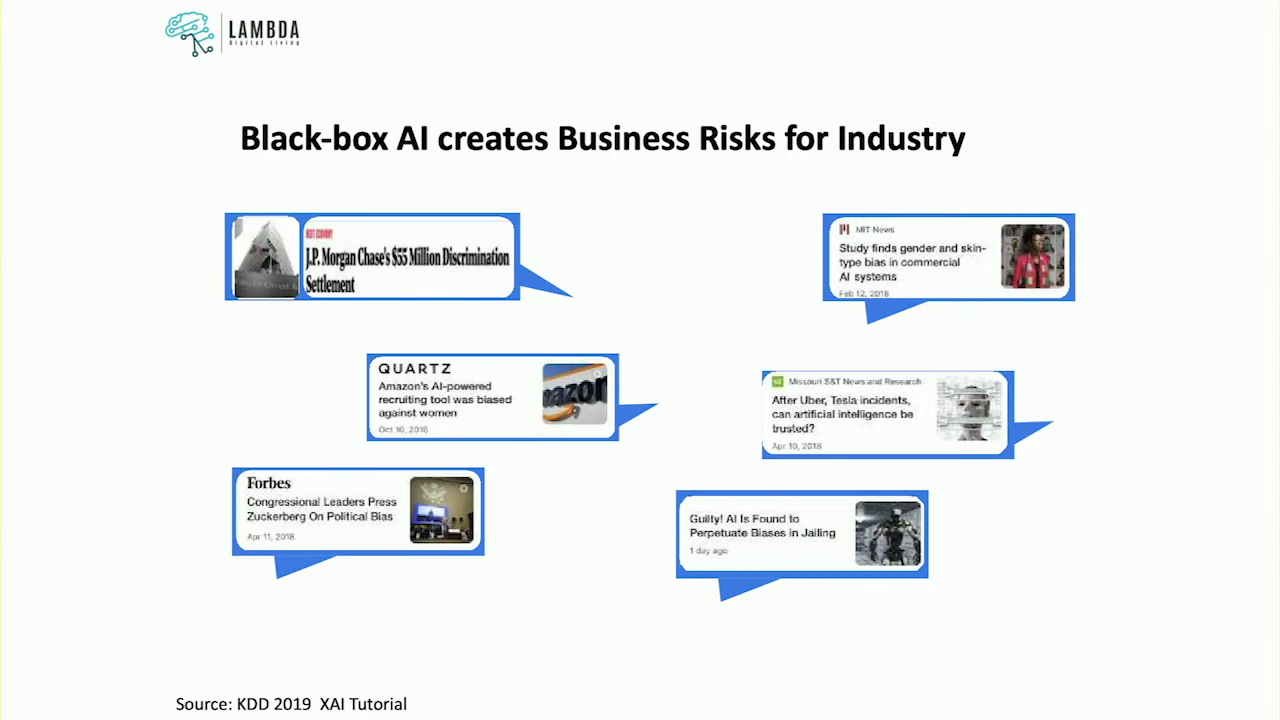 LAMBDA
Digital Living
Black-box AI creates Business Risks for Industry
NEXT ECONOMY
J.P. Morgan Chase's $55 Million Discrimination
Settlement
MIT News
Study finds gender and skin-
type bias in commercial
AI systems
Feb 12, 2018
QUARTZ
Amazon's AI-powered
recruiting tool was biased
against women
Oct 10, 2018
Missouri S&T News and Research
After Uber, Tesla incidents,
can artificial intelligence be
trusted?
Apr 10, 2018
Forbes
Congressional Leaders Press
Zuckerberg On Political Bias
Apr 11, 2018
Guilty! AI Is Found to
Perpetuate Biases in Jailing
1 day ago
Source: KDD 2019 XAI Tutorial